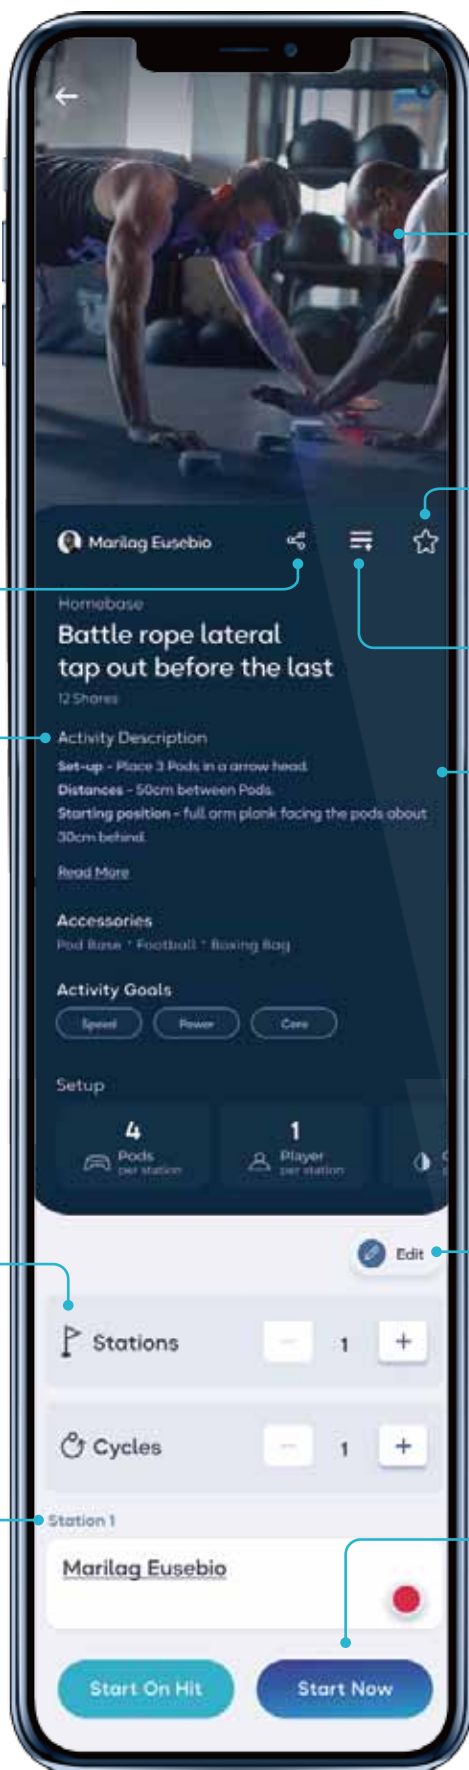 Marilag Eusebio
Homebase
Battle rope lateral
tap out before the last
12 Shares
Activity Description
Set-up - Place 3 Pods in a arrow head.
Distances - 50cm between Pods.
Starting position - full arm plank facing the pods about
30cm behind.
Read More
Accessories
Pod Base * Football * Boxing Bag
Activity Goals
Speed Power Core
Setup
4 1
Pods Player
per station per station
Edit
Stations 1 +
Cycles 1 +
Station 1
Marilag Eusebio
Start On Hit Start Now